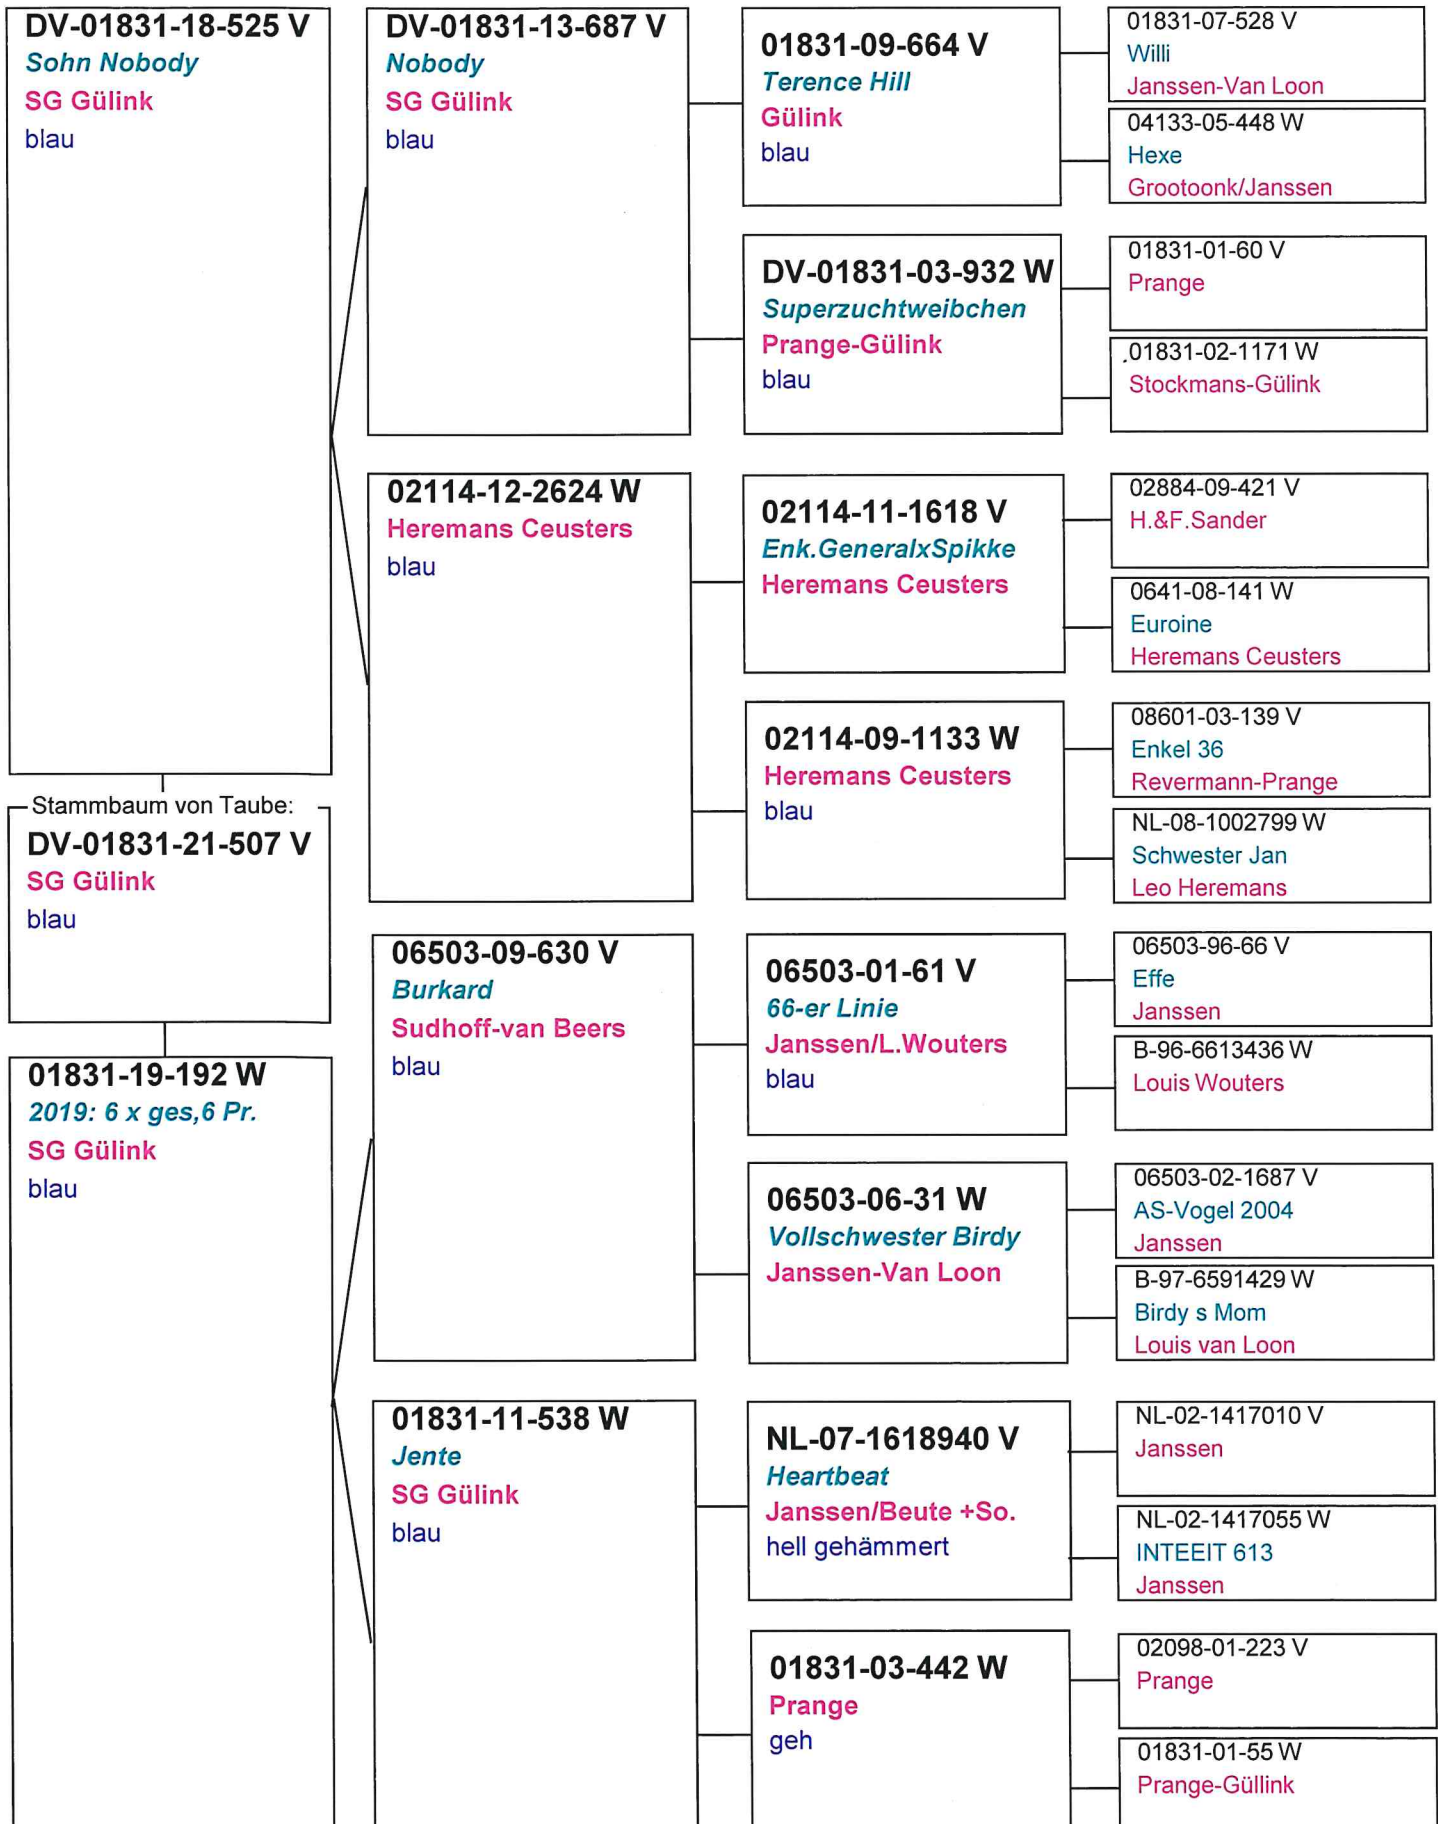 DV-01831-18-525 V
Sohn Nobody
SG Gülink
blau
Stammbaum von Taube:
DV-01831-21-507 V
SG Gülink
blau
01831-19-192 W
2019: 6 x ges,6 Pr.
SG Gülink
blau
DV-01831-13-687 V
Nobody
SG Gülink
blau
02114-12-2624 W
Heremans Ceusters
blau
06503-09-630 V
Burkard
Sudhoff-van Beers
blau
01831-11-538 W
Jente
SG Gülink
blau
01831-09-664 V
Terence Hill
Gülink
blau
DV-01831-03-932 W
Superzuchtweibchen
Prange-Gülink
blau
02114-11-1618 V
Enk.GeneralxSpikke
Heremans Ceusters
02114-09-1133 W
Heremans Ceusters
blau
06503-01-61 V
66-er Linie
Janssen/L.Wouters
blau
06503-06-31 W
Vollschwester Birdy
Janssen-Van Loon
NL-07-1618940 V
Heartbeat
Janssen/Beute +So.
hell gehämmert
01831-03-442 W
Prange
geh
01831-07-528 V
Willi
Janssen-Van Loon
04133-05-448 W
Hexe
Grootoonk/Janssen
01831-01-60 V
Prange
01831-02-1171 W
Stockmans-Gülink
02884-09-421 V
H.&F.Sander
0641-08-141 W
Euroine
Heremans Ceusters
08601-03-139 V
Enkel 36
Revermann-Prange
NL-08-1002799 W
Schwester Jan
Leo Heremans
06503-96-66 V
Effe
Janssen
B-96-6613436 W
Louis Wouters
06503-02-1687 V
AS-Vogel 2004
Janssen
B-97-6591429 W
Birdy s Mom
Louis van Loon
NL-02-1417010 V
Janssen
NL-02-1417055 W
INTEEIT 613
Janssen
02098-01-223 V
Prange
01831-01-55 W
Prange-Güllink